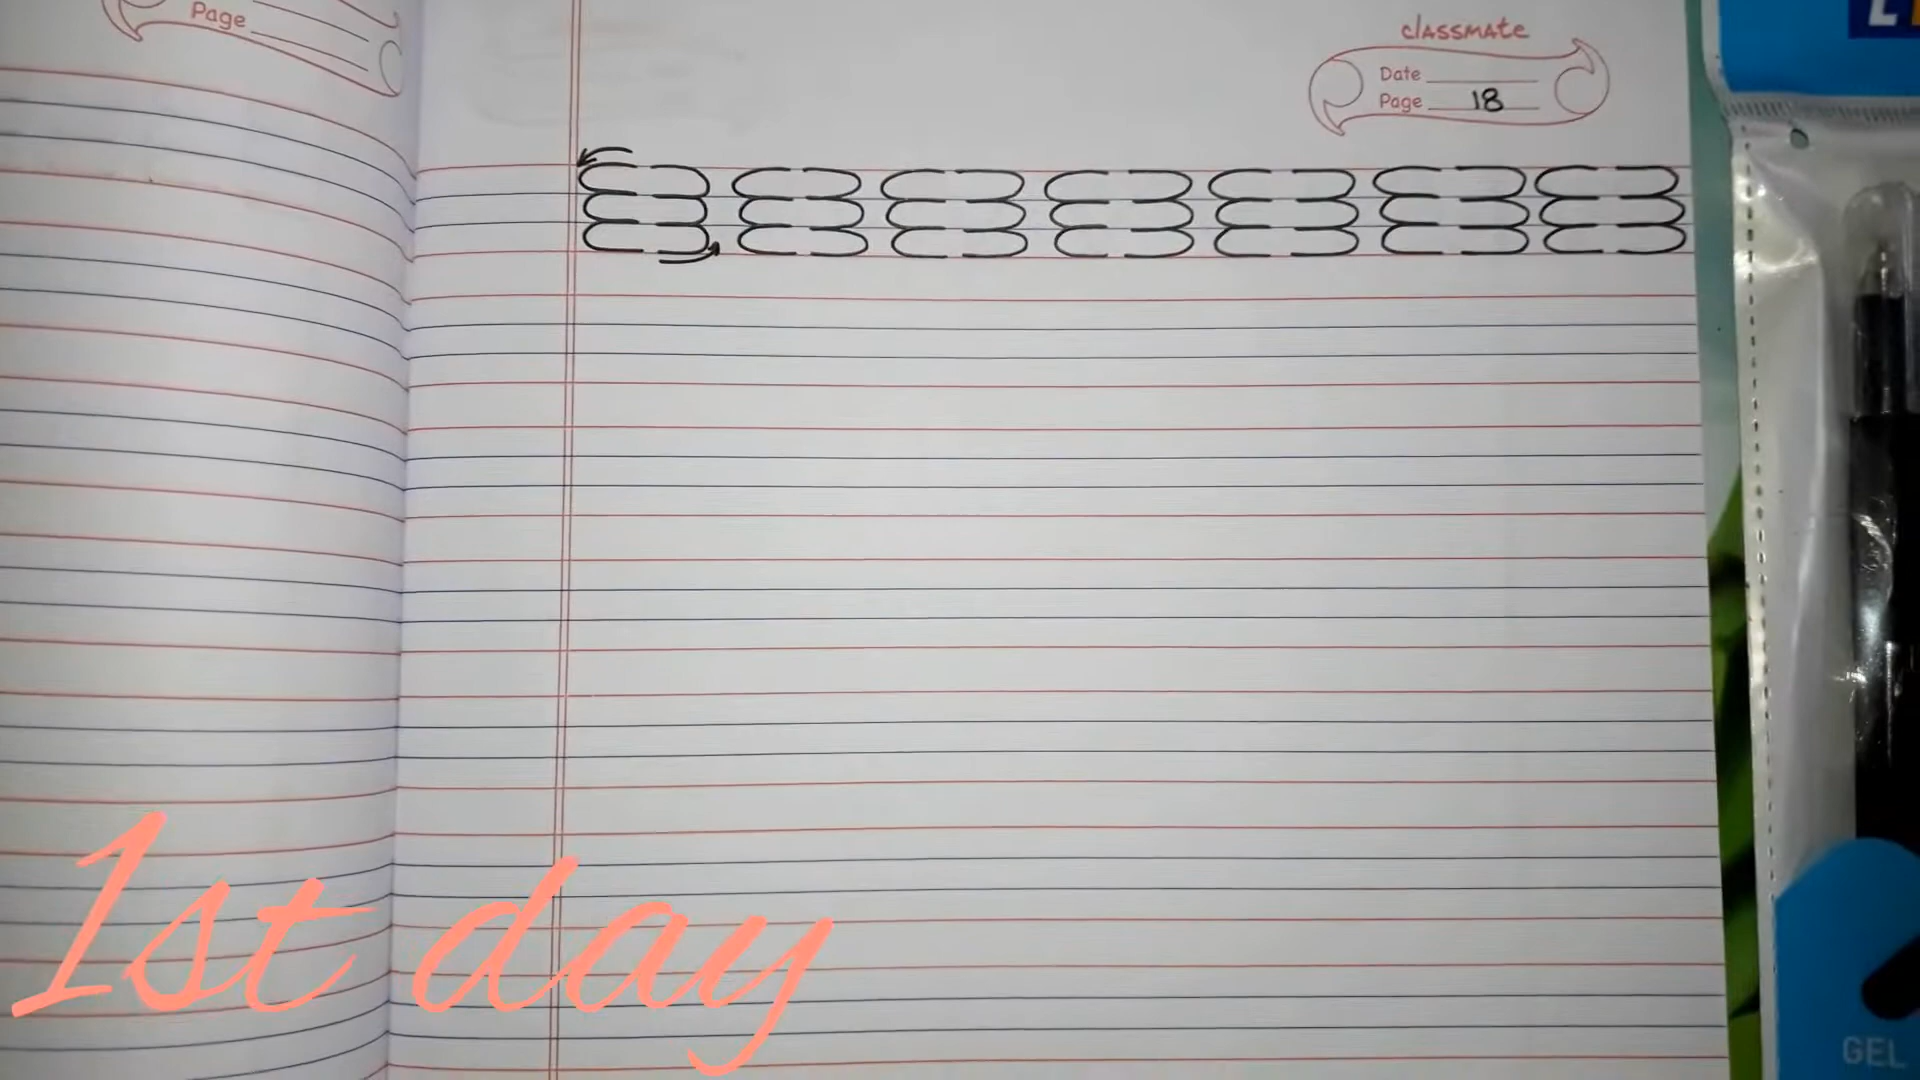 Page
classmate
Date
Page 18
1st day
GEL